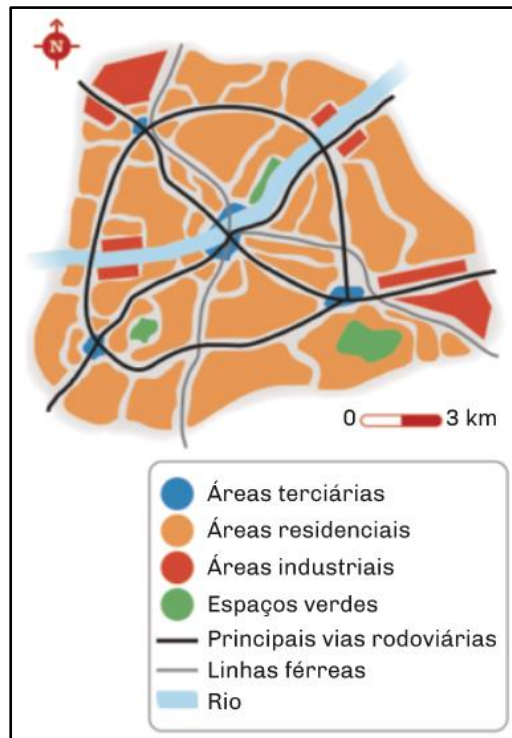 N
0 3 km
Áreas terciárias
Áreas residenciais
Áreas industriais
Espaços verdes
Principais vias rodoviárias
Linhas férreas
Rio